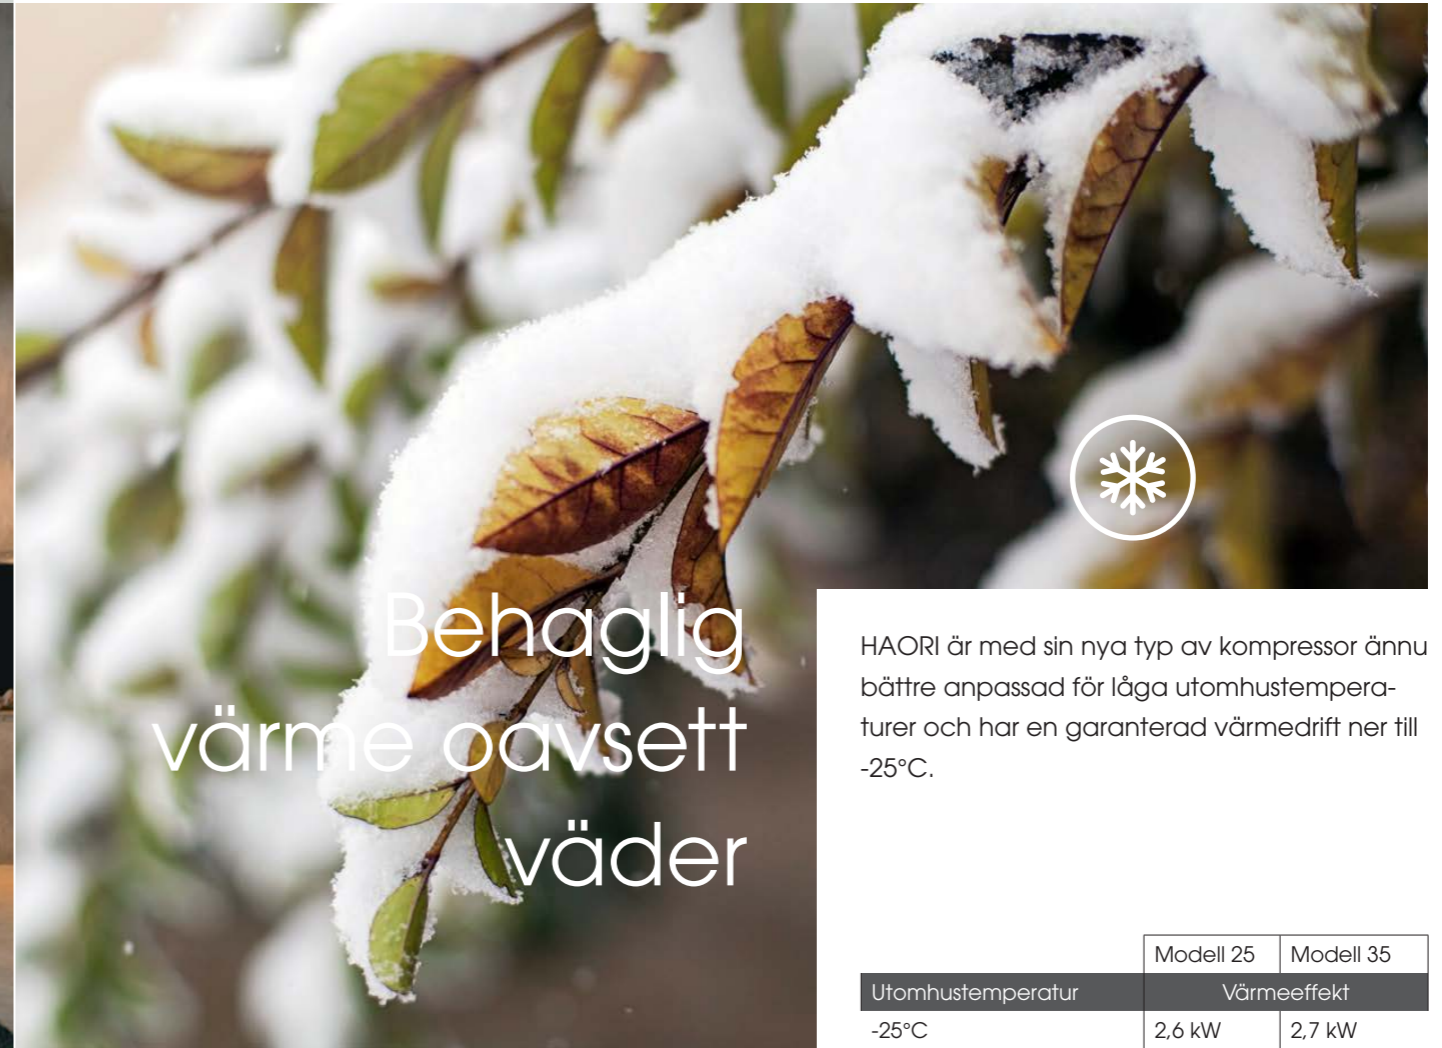 Behaglig
värme oavsett
väder
HAORI är med sin nya typ av kompressor ännu
bättre anpassad för låga utomhustempera-
turer och har en garanterad värmedrift ner till
-25°C.
Modell 25 Modell 35
Utomhustemperatur Värmeeffekt
-25°C 2,6 kW 2,7 kW